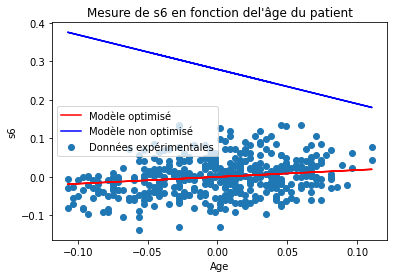 Mesure de s6 en fonction del'âge du patient
0.4
0.3
0.2
0.1
0.0
−0.1
s6
Modèle optimisé
Modèle non optimisé
Données expérimentales
−0.10
−0.05
0.00
0.05
0.10
Age